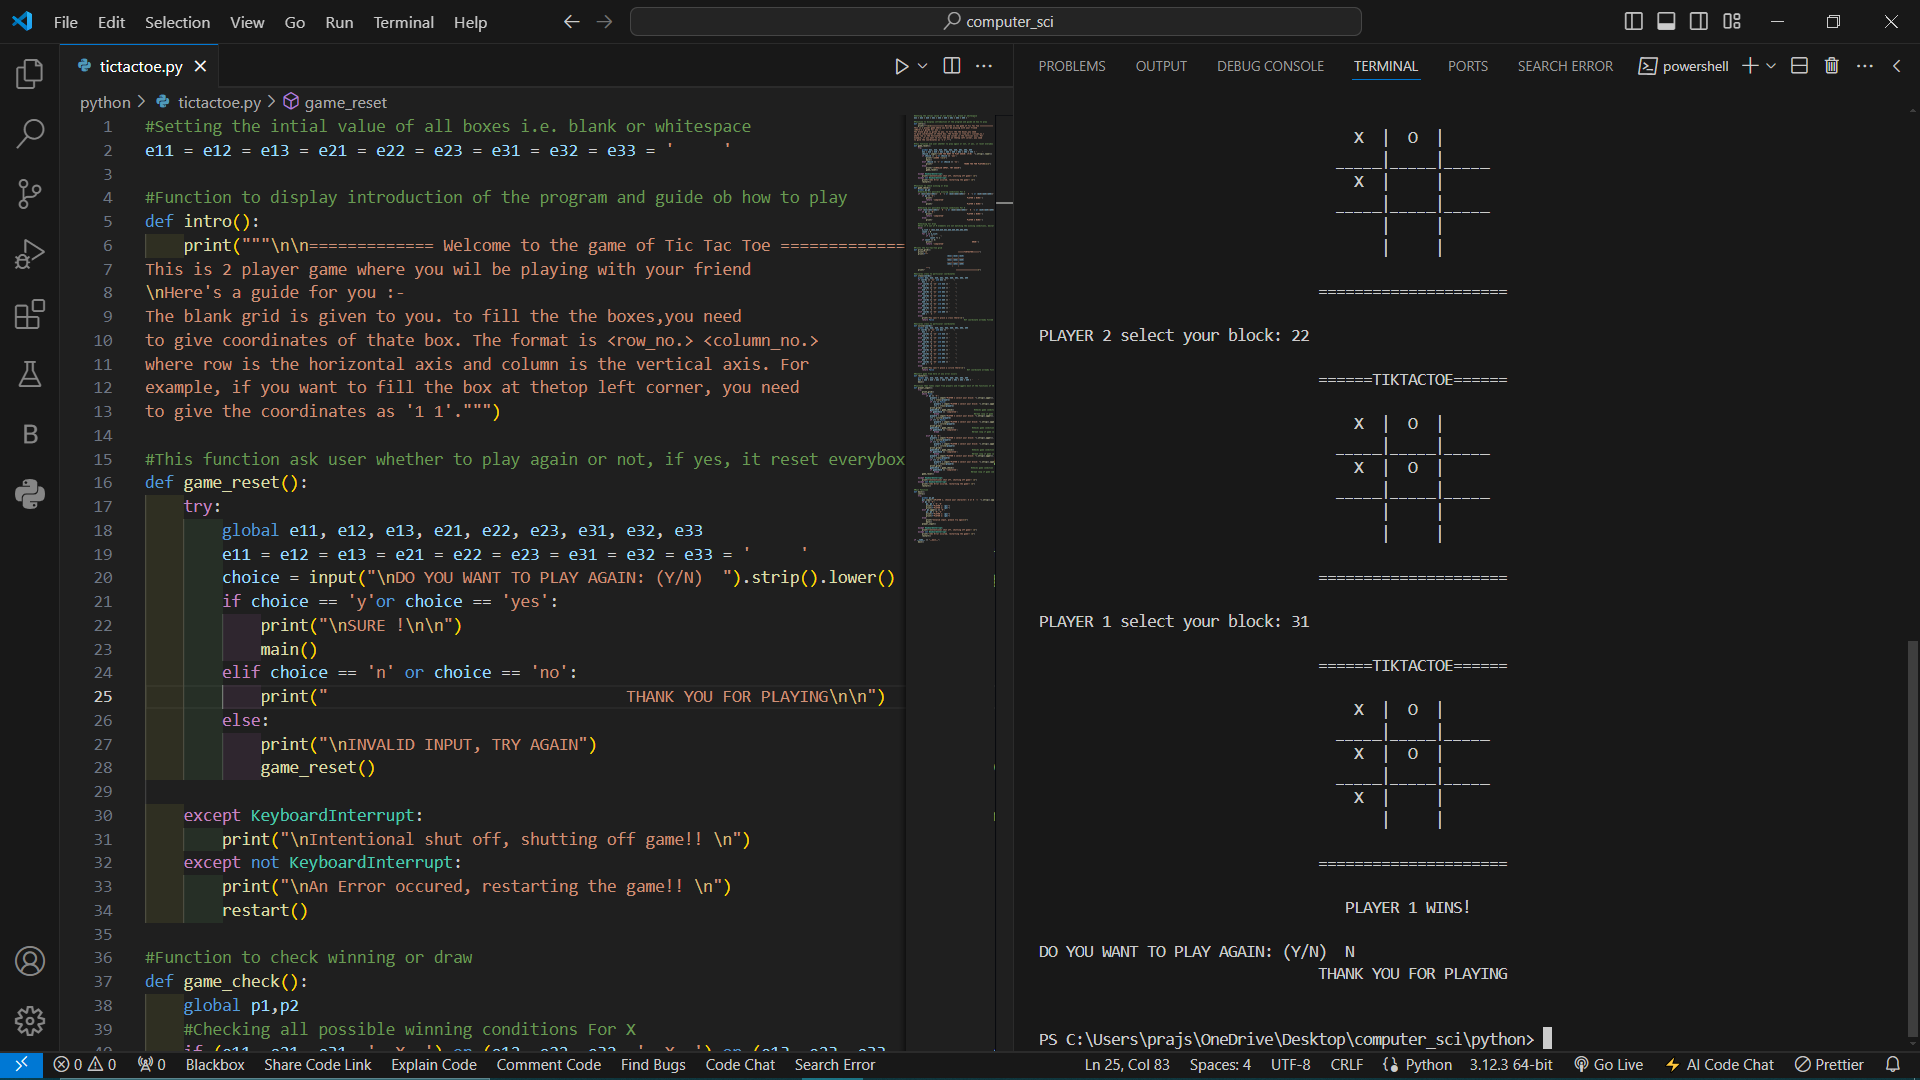 File Edit Selection View Go Run Terminal Help
computer_sci
tictactoe.py
PROBLEMS OUTPUT DEBUG CONSOLE TERMINAL PORTS SEARCH ERROR powershell
python > tictactoe.py > game_reset
1 #Setting the intial value of all boxes i.e. blank or whitespace
2 e11 = e12 = e13 = e21 = e22 = e23 = e31 = e32 = e33 = '     '
3
4 #Function to display introduction of the program and guide ob how to play
5 def intro():
6     print("""\n\n============= Welcome to the game of Tic Tac Toe =============
7 This is 2 player game where you wil be playing with your friend
8 \nHere's a guide for you :-
9 The blank grid is given to you. to fill the the boxes,you need
10 to give coordinates of thate box. The format is <row_no.> <column_no.>
11 where row is the horizontal axis and column is the vertical axis. For
12 example, if you want to fill the box at thetop left corner, you need
13 to give the coordinates as '1 1'.""")
14
15 #This function ask user whether to play again or not, if yes, it reset everybox
16 def game_reset():
17     try:
18         global e11, e12, e13, e21, e22, e23, e31, e32, e33
19         e11 = e12 = e13 = e21 = e22 = e23 = e31 = e32 = e33 = '     '
20         choice = input("\nDO YOU WANT TO PLAY AGAIN: (Y/N)  ").strip().lower()
21         if choice == 'y'or choice == 'yes':
22             print("\nSURE !\n\n")
23             main()
24         elif choice == 'n' or choice == 'no':
25             print("                               THANK YOU FOR PLAYING\n\n")
26         else:
27             print("\nINVALID INPUT, TRY AGAIN")
28             game_reset()
29
30     except KeyboardInterrupt:
31         print("\nIntentional shut off, shutting off game!! \n")
32     except not KeyboardInterrupt:
33         print("\nAn Error occured, restarting the game!! \n")
34         restart()
35
36 #Function to check winning or draw
37 def game_check():
38     global p1,p2
39     #Checking all possible winning conditions For X
X | O |
_____|_____|_____
X |     |
_____|_____|_____
|     |
|     |
=====================
PLAYER 2 select your block: 22
======TIKTACTOE======
X | O |
_____|_____|_____
X | O |
_____|_____|_____
|     |
|     |
=====================
PLAYER 1 select your block: 31
======TIKTACTOE======
X | O |
_____|_____|_____
X | O |
_____|_____|_____
X |     |
|     |
=====================
PLAYER 1 WINS!
DO YOU WANT TO PLAY AGAIN: (Y/N)  N
THANK YOU FOR PLAYING
PS C:\Users\prajs\OneDrive\Desktop\computer_sci\python>
0 0 0 Blackbox Share Code Link Explain Code Comment Code Find Bugs Code Chat Search Error Ln 25, Col 83 Spaces: 4 UTF-8 CRLF Python 3.12.3 64-bit Go Live AI Code Chat Prettier